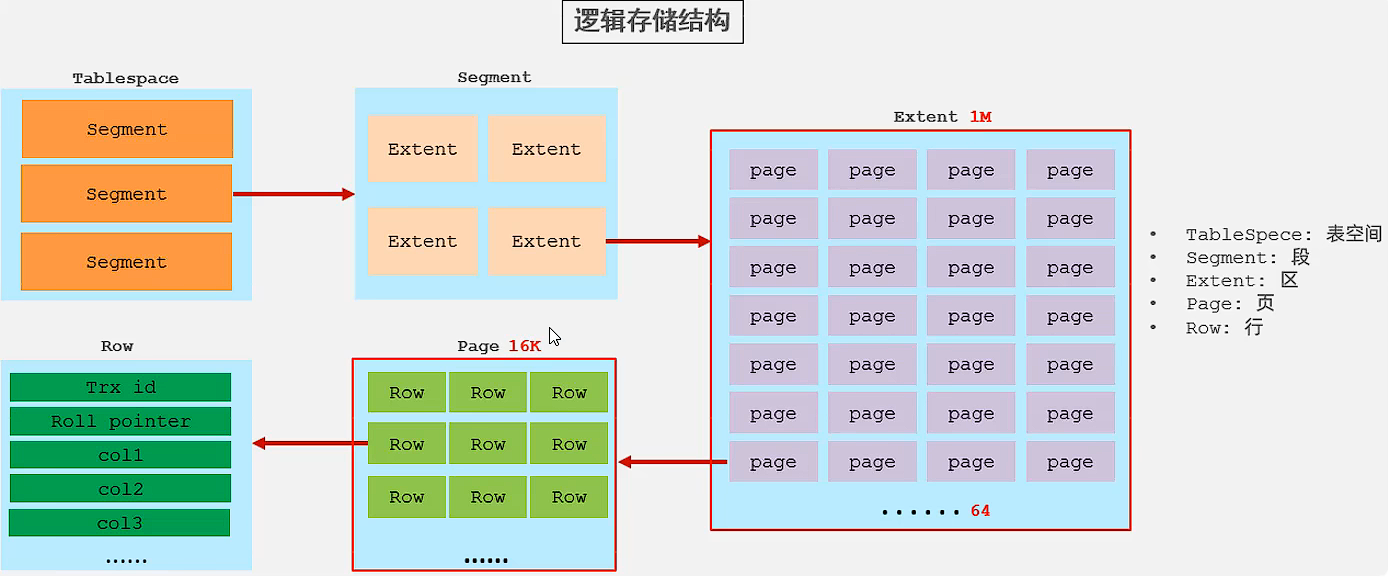 逻辑存储结构
Tablespace
Segment
Segment
Segment
Segment
Extent Extent
Extent Extent
Extent 1M
page page page page
page page page page
page page page page
page page page page
page page page page
page page page page
page page page page
...... 64
• TableSpece: 表空间
• Segment: 段
• Extent: 区
• Page: 页
• Row: 行
Row
Trx id
Roll pointer
col1
col2
col3
......
Page 16K
Row Row Row
Row Row Row
Row Row Row
......